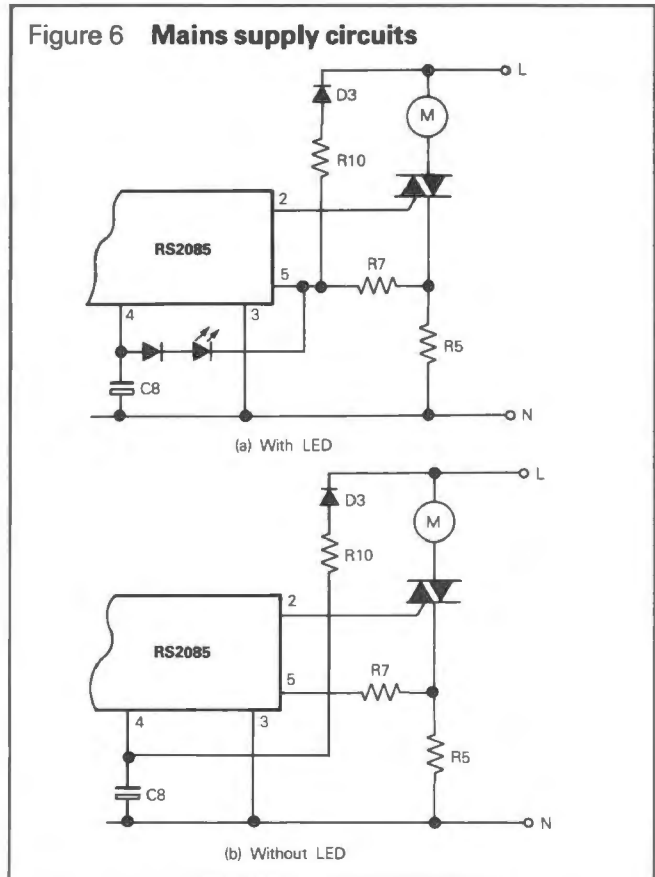 Figure 6 Mains supply circuits
L
D3
M
R10
2
RS2085
5
R7
4
3
R5
C8
N
(a) With LED
L
D3
M
R10
2
RS2085
5
R7
4
3
R5
C8
N
(b) Without LED